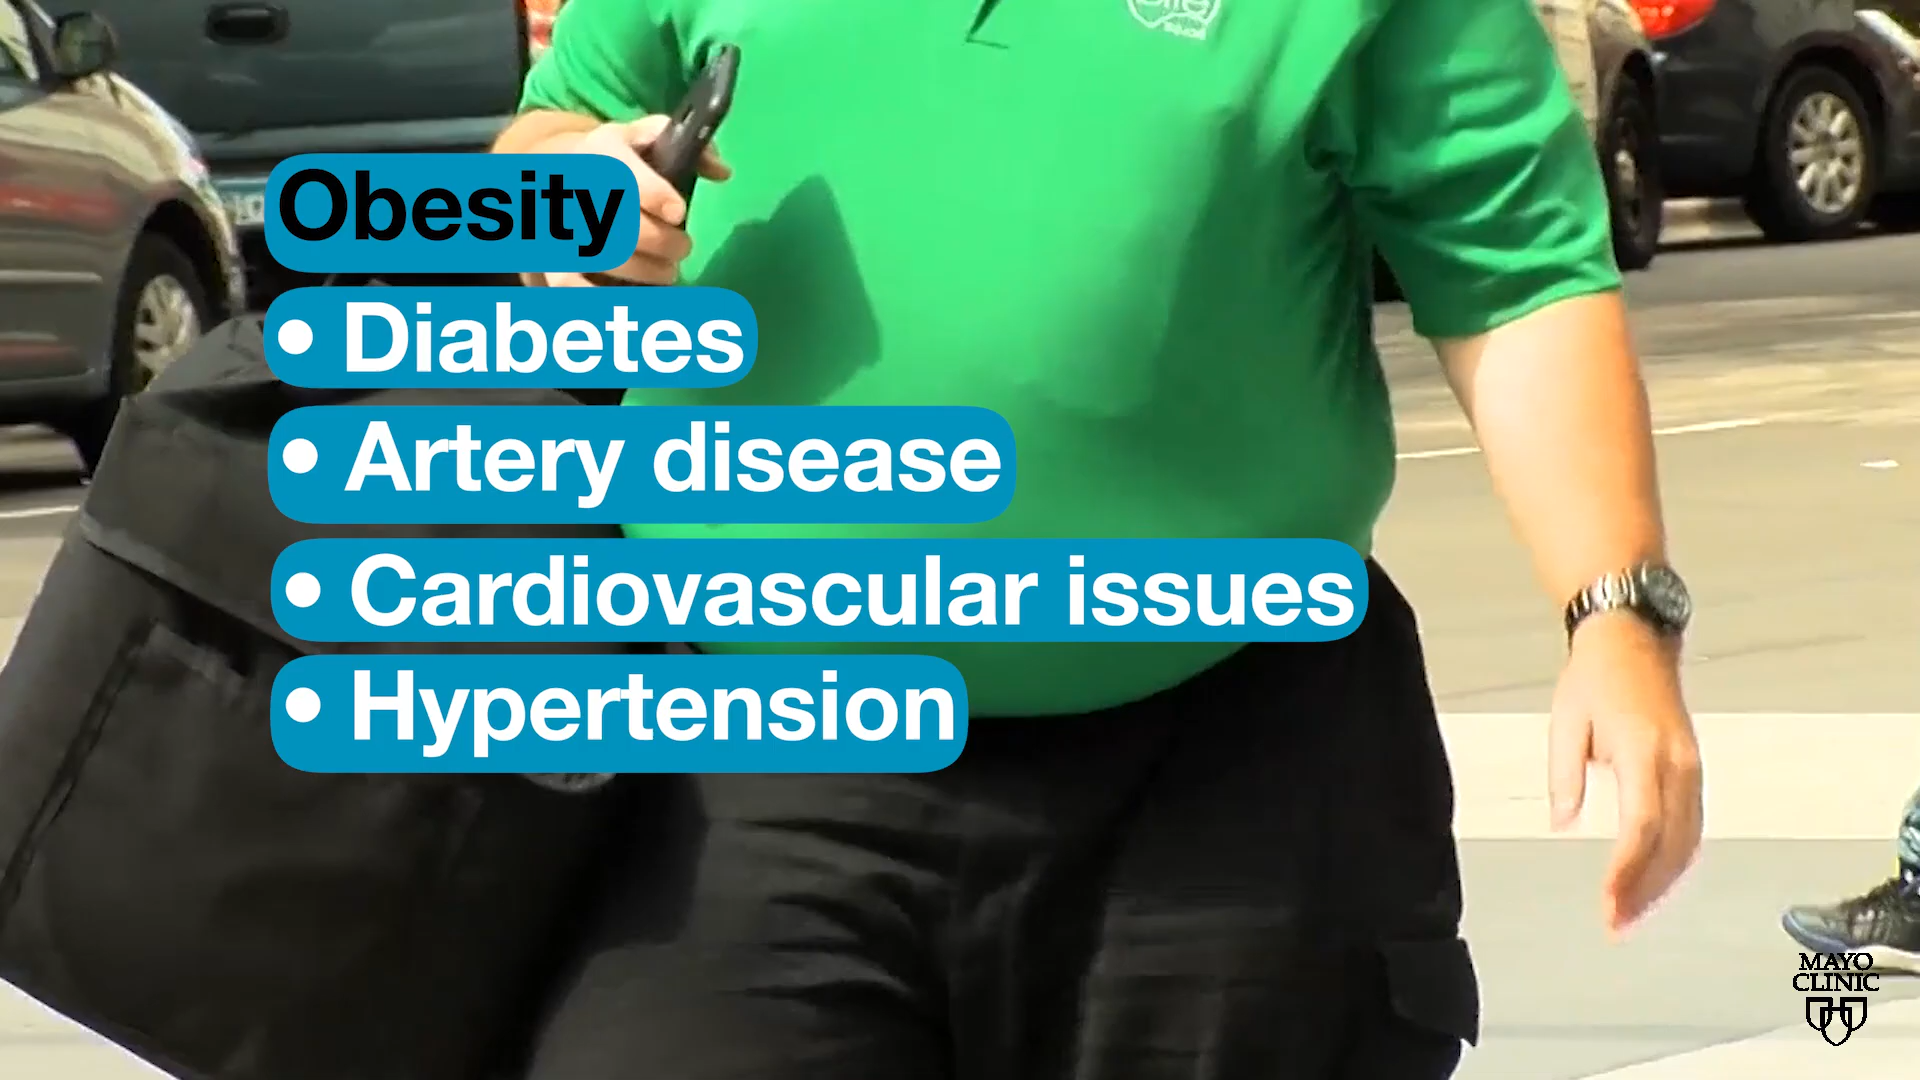 Obesity
• Diabetes
• Artery disease
• Cardiovascular issues
• Hypertension
MAYO
CLINIC